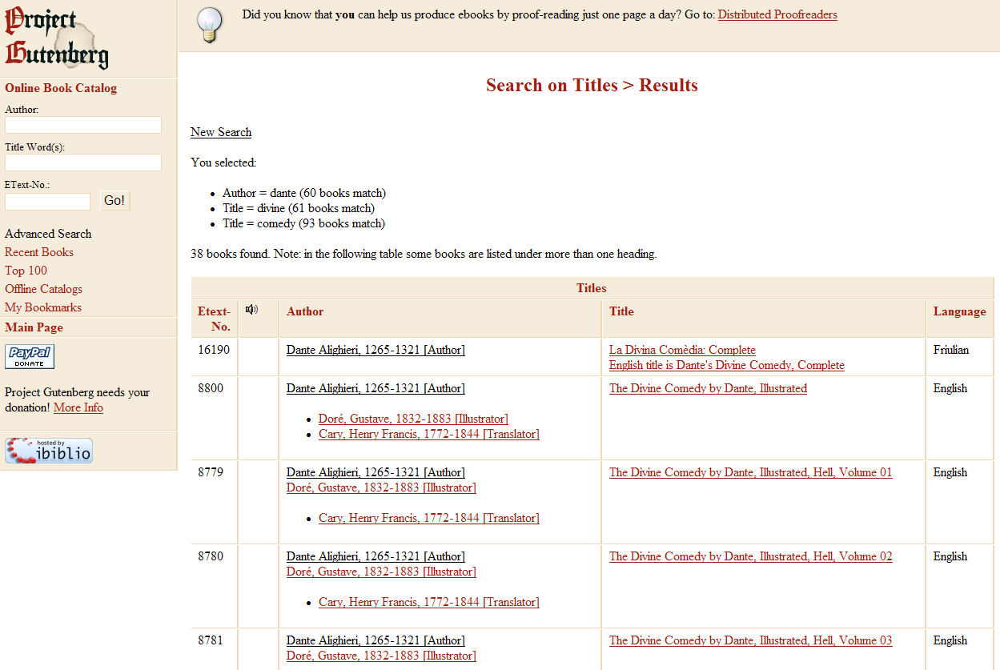 Project
Gutenberg
Online Book Catalog
Author:
Title Word(s):
EText-No.:
Go!
Advanced Search
Recent Books
Top 100
Offline Catalogs
My Bookmarks
Main Page
PayPal
DONATE
Project Gutenberg needs your
donation! More Info
hosted by
ibiblio
Did you know that you can help us produce ebooks by proof-reading just one page a day? Go to: Distributed Proofreaders
Search on Titles > Results
New Search
You selected:
• Author = dante (60 books match)
• Title = divine (61 books match)
• Title = comedy (93 books match)
38 books found. Note: in the following table some books are listed under more than one heading.
Titles
Etext-No. Author Title Language
16190 Dante Alighieri, 1265-1321 [Author] La Divina Comèdia: Complete Friulian
English title is Dante's Divine Comedy, Complete
8800 Dante Alighieri, 1265-1321 [Author] The Divine Comedy by Dante, Illustrated English
• Doré, Gustave, 1832-1883 [Illustrator]
• Cary, Henry Francis, 1772-1844 [Translator]
8779 Dante Alighieri, 1265-1321 [Author] The Divine Comedy by Dante, Illustrated, Hell, Volume 01 English
Doré, Gustave, 1832-1883 [Illustrator]
• Cary, Henry Francis, 1772-1844 [Translator]
8780 Dante Alighieri, 1265-1321 [Author] The Divine Comedy by Dante, Illustrated, Hell, Volume 02 English
Doré, Gustave, 1832-1883 [Illustrator]
• Cary, Henry Francis, 1772-1844 [Translator]
8781 Dante Alighieri, 1265-1321 [Author] The Divine Comedy by Dante, Illustrated, Hell, Volume 03 English
Doré, Gustave, 1832-1883 [Illustrator]